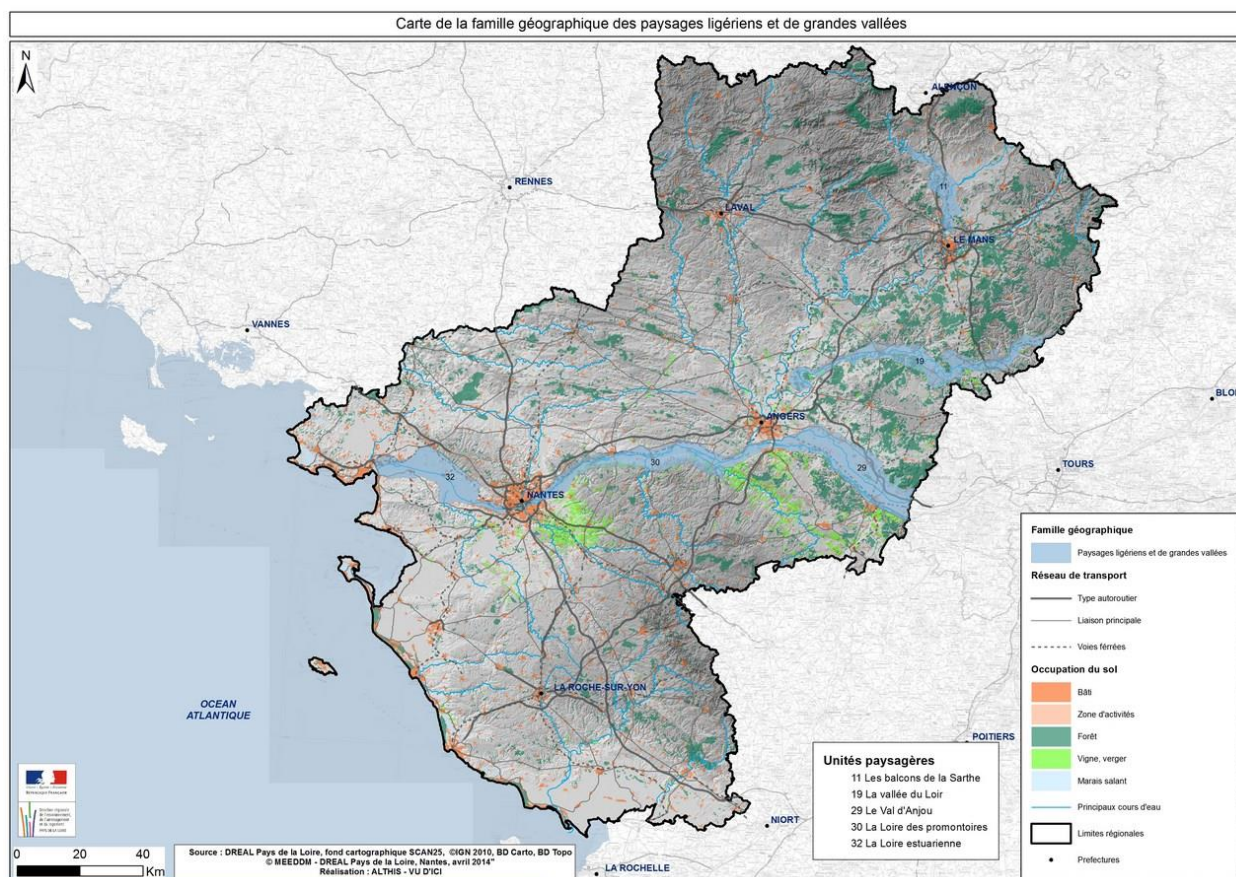 Carte de la famille géographique des paysages ligériens et de grandes vallées
N
ALENÇON
RENNES
11
LAVAL
LE MANS
VANNES
19
BLOI
ANGERS
30
29
TOURS
32
NANTES
OCEAN
ATLANTIQUE
LA ROCHE-SUR-YON
POITIERS
NIORT
LA ROCHELLE
Famille géographique
Paysages ligériens et de grandes vallées
Réseau de transport
Type autoroutier
Liaison principale
Voies férrées
Occupation du sol
Bâti
Zone d'activités
Forêt
Vigne, verger
Marais salant
Principaux cours d'eau
Limites régionales
Prefectures
Unités paysagères
11 Les balcons de la Sarthe
19 La vallée du Loir
29 Le Val d'Anjou
30 La Loire des promontoires
32 La Loire estuarienne
0 20 40
Km
Source : DREAL Pays de la Loire, fond cartographique SCAN25, ©IGN 2010, BD Carto, BD Topo
© MEEDDM - DREAL Pays de la Loire, Nantes, avril 2014"
Réalisation : ALTHIS - VU D'ICI